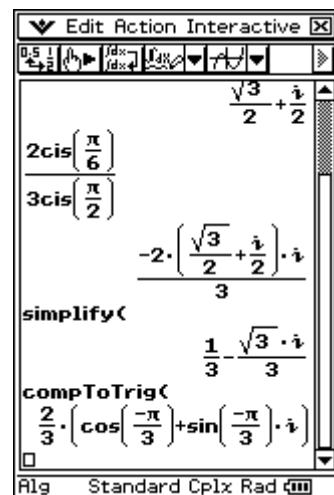 Edit Action Interactive
√3/2+i/2
2cis(π/6)/3cis(π/2)
-2·(√3/2+i/2)·i/3
simplify(
1/3-√3·i/3
compToTrig(
2/3·(cos(-π/3)+sin(-π/3)·i)
Alg Standard Cplx Rad